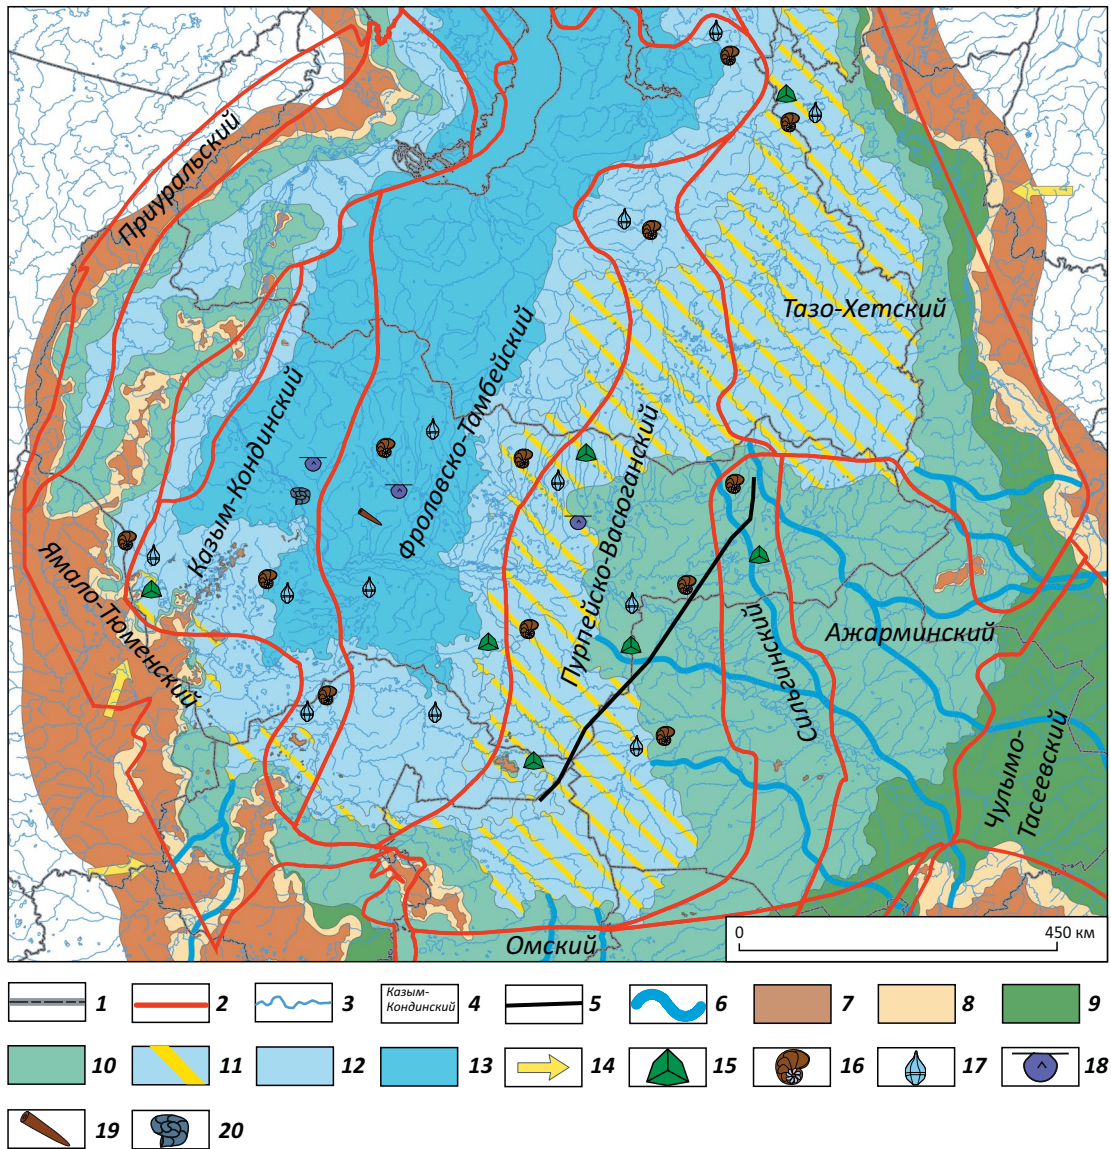 Приуральский
Тазо-Хетский
Казым-Кондинский
Фроловско-Тамбейский
Пурпейско-Васюганский
Ямало-Тюменский
Сильгинский
Ажарминский
Чулымо-
Тасеевский
Омский
0 450 км
Казым-
Кондинский
1 2 3 4 5 6 7 8 9
10 11 12 13 14 15 16 17 18
19 20